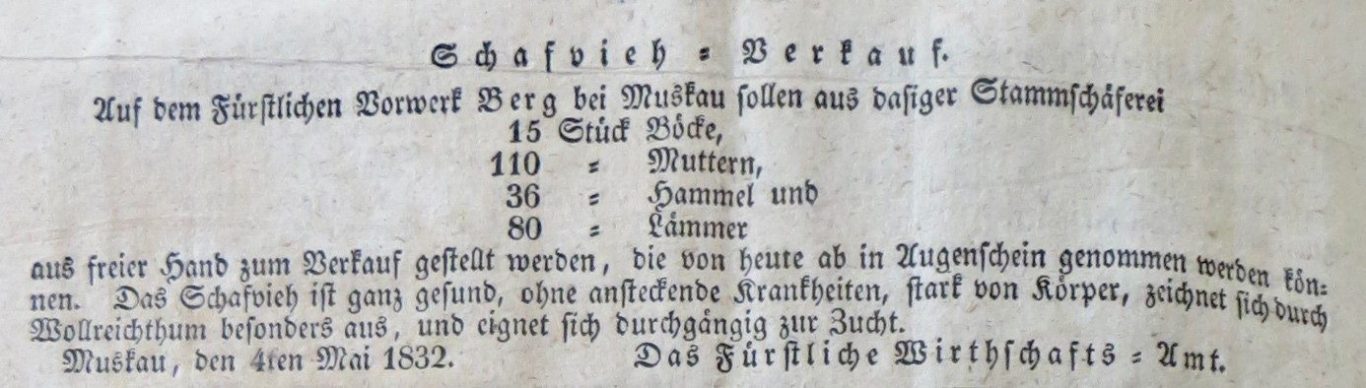 Schafvieh = Verkauf.
Auf dem Fürstlichen Vorwerk Berg bei Muskau sollen aus dasiger Stammschäferei
15 Stück Böcke,
110 = Muttern,
36 = Hammel und
80 = Lämmer
aus freier Hand zum Verkauf gestellt werden, die von heute ab in Augenschein genommen werden kön=
nen. Das Schafvieh ist ganz gesund, ohne ansteckende Krankheiten, stark von Körper, zeichnet sich durch
Wollreichthum besonders aus, und eignet sich durchgängig zur Zucht.
Muskau, den 4ten Mai 1832. Das Fürstliche Wirthschafts = Amt.